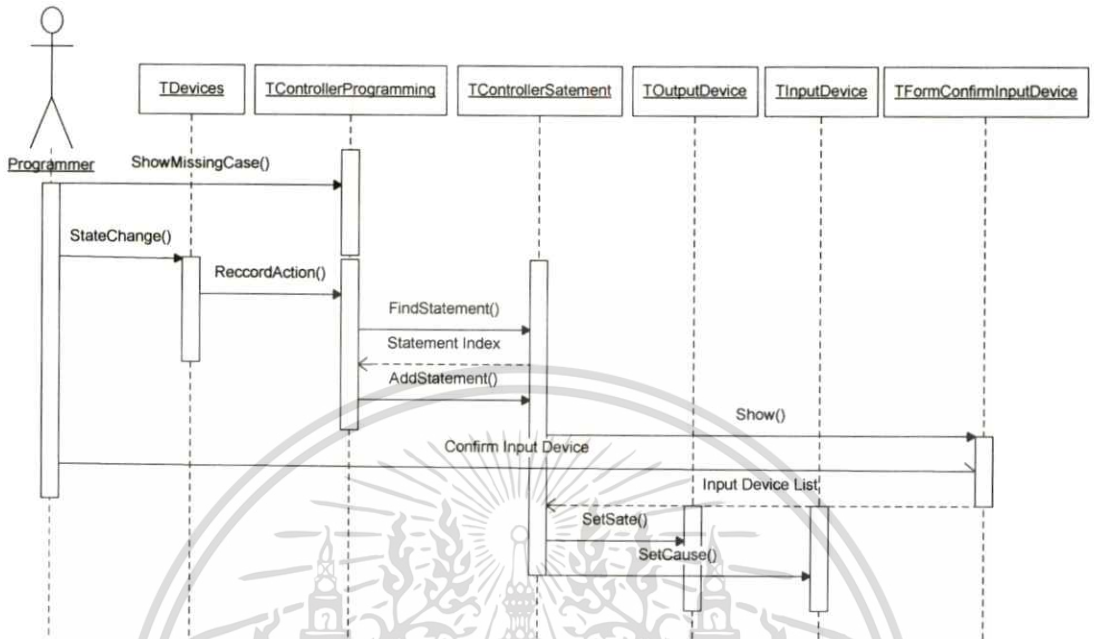 TDevices
TControllerProgramming
TControllerSatement
TOutputDevice
TInputDevice
TFormConfirmInputDevice
Programmer
ShowMissingCase()
StateChange()
ReccordAction()
FindStatement()
Statement Index
AddStatement()
Show()
Confirm Input Device
Input Device List
SetSate()
SetCause()